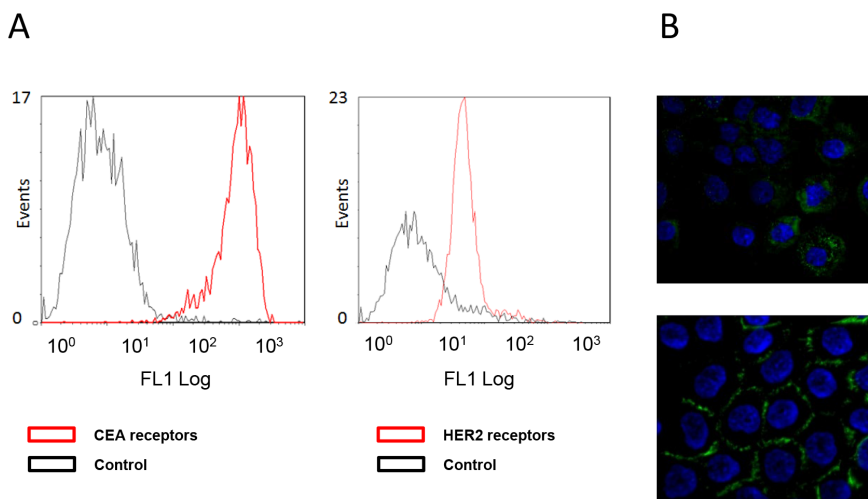 A
B
17
Events
0
10⁰ 10¹ 10² 10³
FL1 Log
CEA receptors
Control
23
Events
0
10⁰ 10¹ 10² 10³
FL1 Log
HER2 receptors
Control